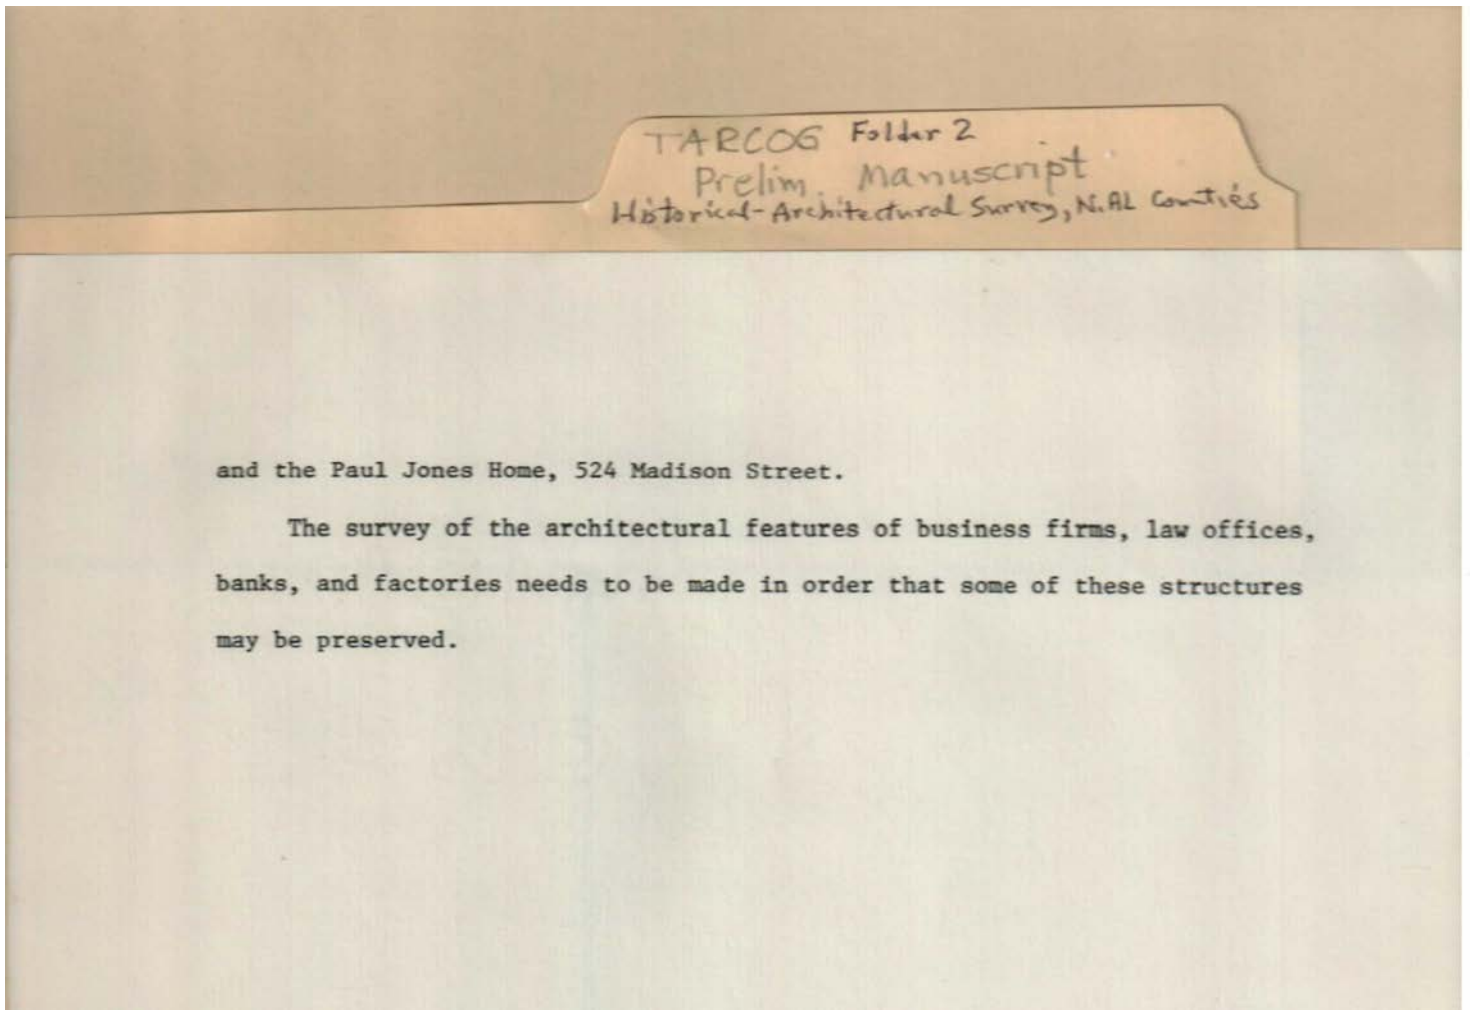 TARCOG Folder 2
Prelim. Manuscript
Historical-Architectural Survey, N.AL Counties
and the Paul Jones Home, 524 Madison Street.
The survey of the architectural features of business firms, law offices,
banks, and factories needs to be made in order that some of these structures
may be preserved.